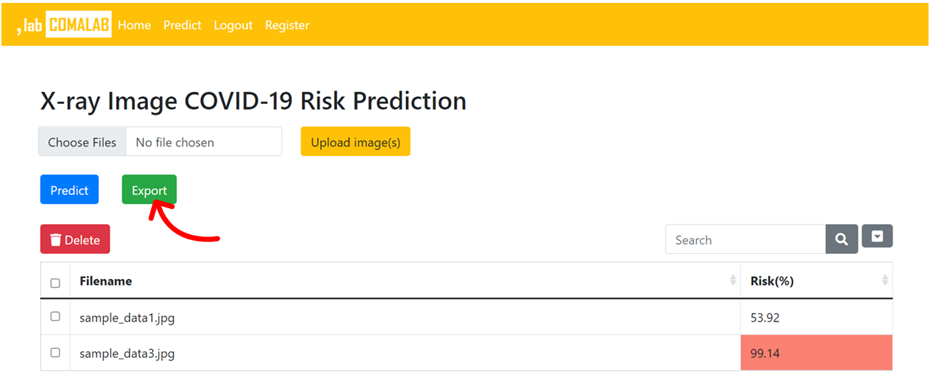 , lab COMALAB Home Predict Logout Register
X-ray Image COVID-19 Risk Prediction
Choose Files No file chosen Upload image(s)
Predict Export
Delete Search
Filename Risk(%)
sample_data1.jpg 53.92
sample_data3.jpg 99.14